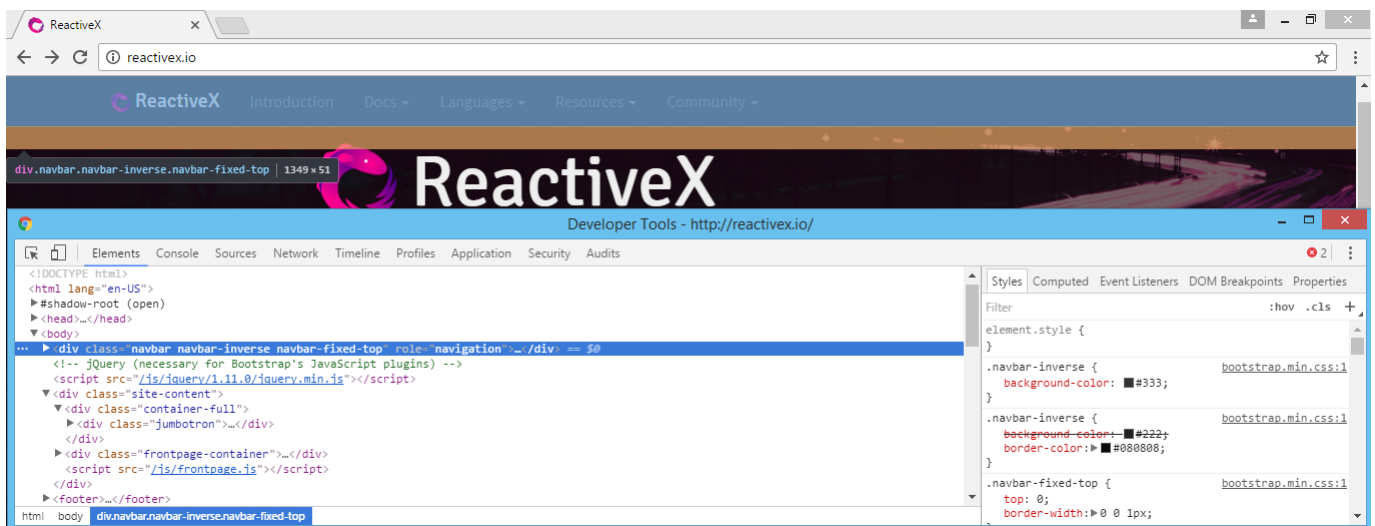 ReactiveX
reactivex.io
ReactiveX Introduction Docs Languages Resources Community
div.navbar.navbar-inverse.navbar-fixed-top | 1349 × 51
ReactiveX
Developer Tools - http://reactivex.io/
Elements Console Sources Network Timeline Profiles Application Security Audits 2
<!DOCTYPE html>
<html lang="en-US">
▶#shadow-root (open)
▶<head>…</head>
▼<body>
… ▶<div class="navbar navbar-inverse navbar-fixed-top" role="navigation">…</div> == $0
<!-- jQuery (necessary for Bootstrap's JavaScript plugins) -->
<script src="/js/jquery/1.11.0/jquery.min.js"></script>
▼<div class="site-content">
▼<div class="container-full">
▶<div class="jumbotron">…</div>
</div>
▶<div class="frontpage-container">…</div>
<script src="/js/frontpage.js"></script>
</div>
▶<footer>…</footer>
html body div.navbar.navbar-inverse.navbar-fixed-top
Styles Computed Event Listeners DOM Breakpoints Properties
Filter :hov .cls +
element.style {
}
.navbar-inverse { bootstrap.min.css:1
background-color: #333;
}
.navbar-inverse { bootstrap.min.css:1
background-color: #222;
border-color:▶ #080808;
}
.navbar-fixed-top { bootstrap.min.css:1
top: 0;
border-width:▶0 0 1px;